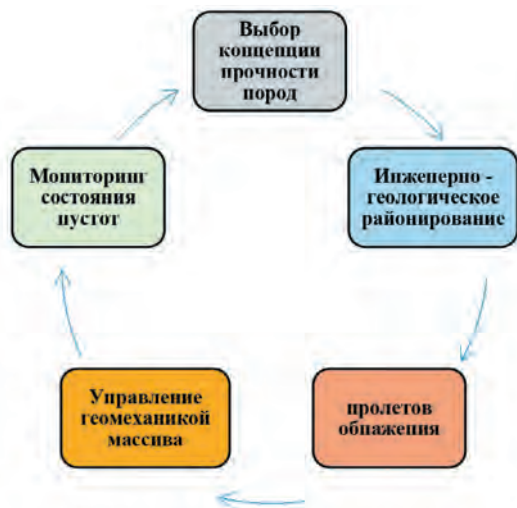 Выбор
концепции
прочности
пород
Инженерно -
геологическое
районирование
пролетов
обнажения
Управление
геомеханикой
массива
Мониторинг
состояния
пустот